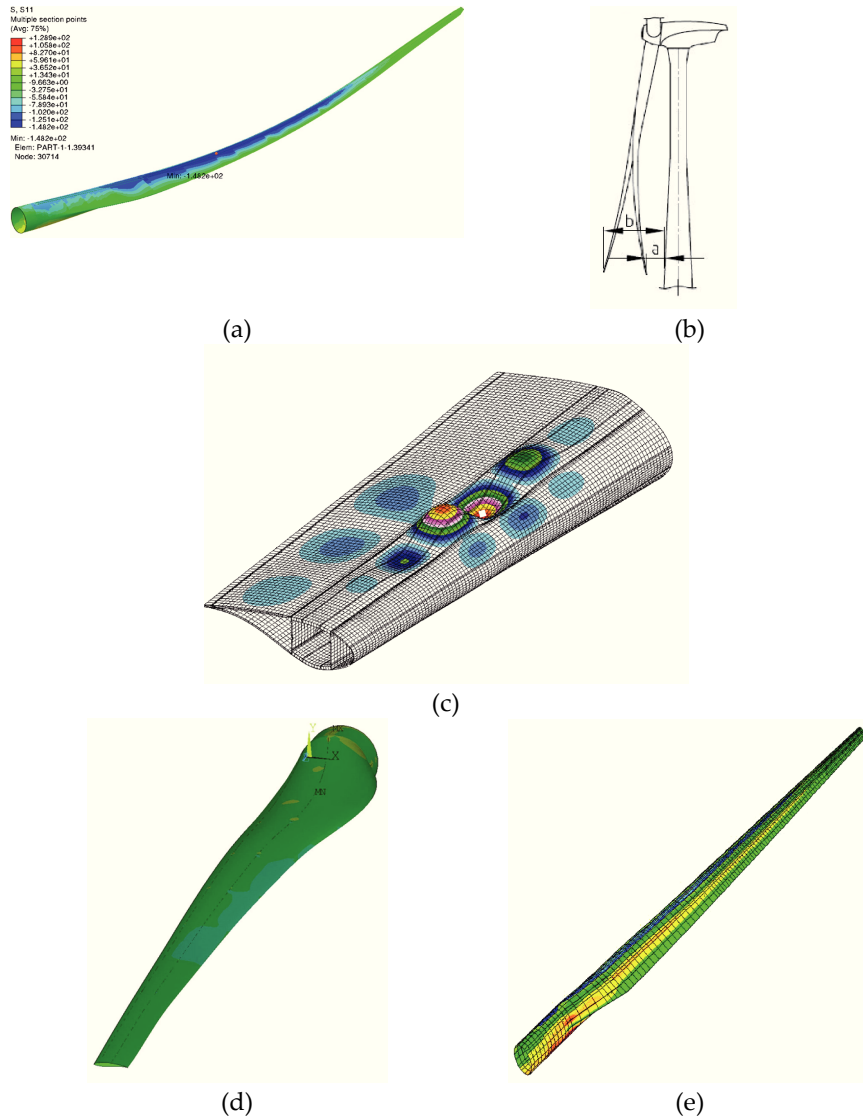 S, S11
Multiple section points
(Avg: 75%)
+1.289e+02
+1.058e+02
+8.270e+01
+5.961e+01
+3.652e+01
+1.343e+01
-9.663e+00
-3.275e+01
-5.584e+01
-7.893e+01
-1.020e+02
-1.251e+02
-1.482e+02
Min: -1.482e+02
Elem: PART-1-1.39341
Node: 30714
Min: -1.482e+02
b
a
(a)
(b)
(c)
Y
MX
X
MN
(d)
(e)